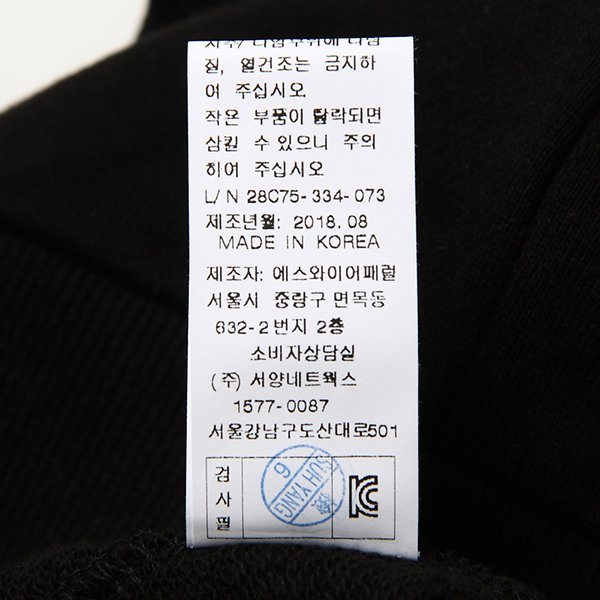 질, 열건조는 금지하
여 주십시오.
작은 부품이 탈락되면
삼킬 수 있으니 주의
하여 주십시오
L/N 28C75-334-073
제조년월: 2018.08
MADE IN KOREA
제조자: 에스와이어패럴
서울시 중랑구 면목동
632-2번지 2층
소비자상담실
(주) 서양네트웍스
1577-0087
서울강남구도산대로501
검사필
SUHYANG
6